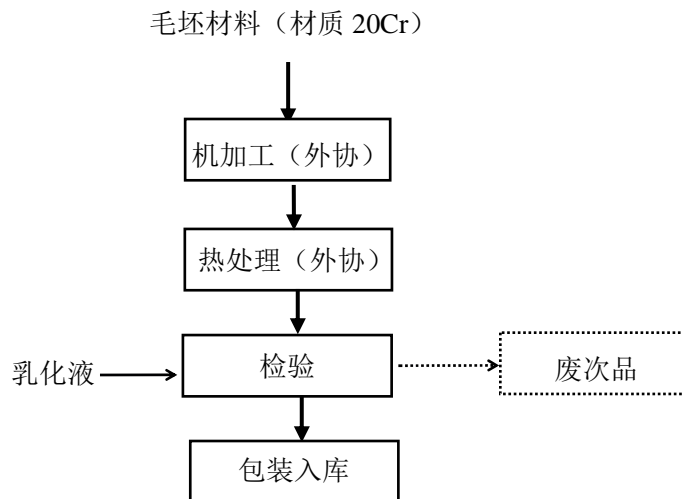 毛坯材料（材质 20Cr）
机加工（外协）
热处理（外协）
乳化液
检验
废次品
包装入库